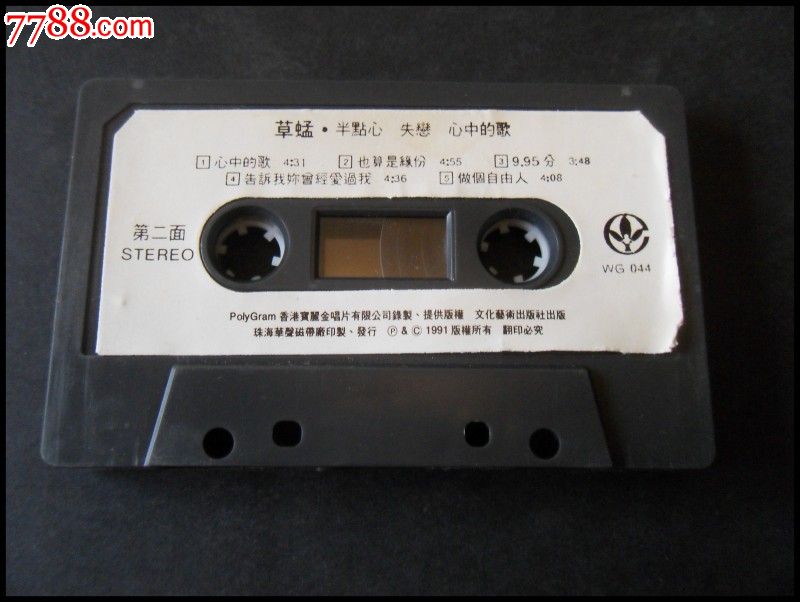 7788.com
草蜢·半點心 失戀 心中的歌
1 心中的歌 4:31 2 也算是緣份 4:55 3 9.95分 3:48
4 告訴我妳曾經愛過我 4:36 5 做個自由人 4:08
第二面
STEREO
WG 044
PolyGram 香港寶麗金唱片有限公司錄製、提供版權 文化藝術出版社出版
珠海華聲磁帶廠印製、發行 Ⓟ & © 1991 版權所有 翻印必究